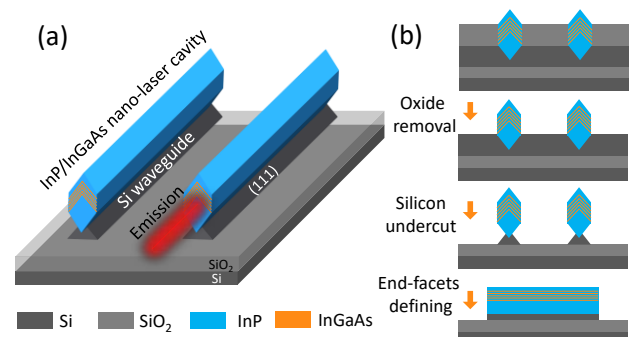 (a)
InP/InGaAs nano-laser cavity
Si waveguide
Emission
(111)
SiO₂
Si
Si
SiO₂
InP
InGaAs
(b)
Oxide
removal
Silicon
undercut
End-facets
defining